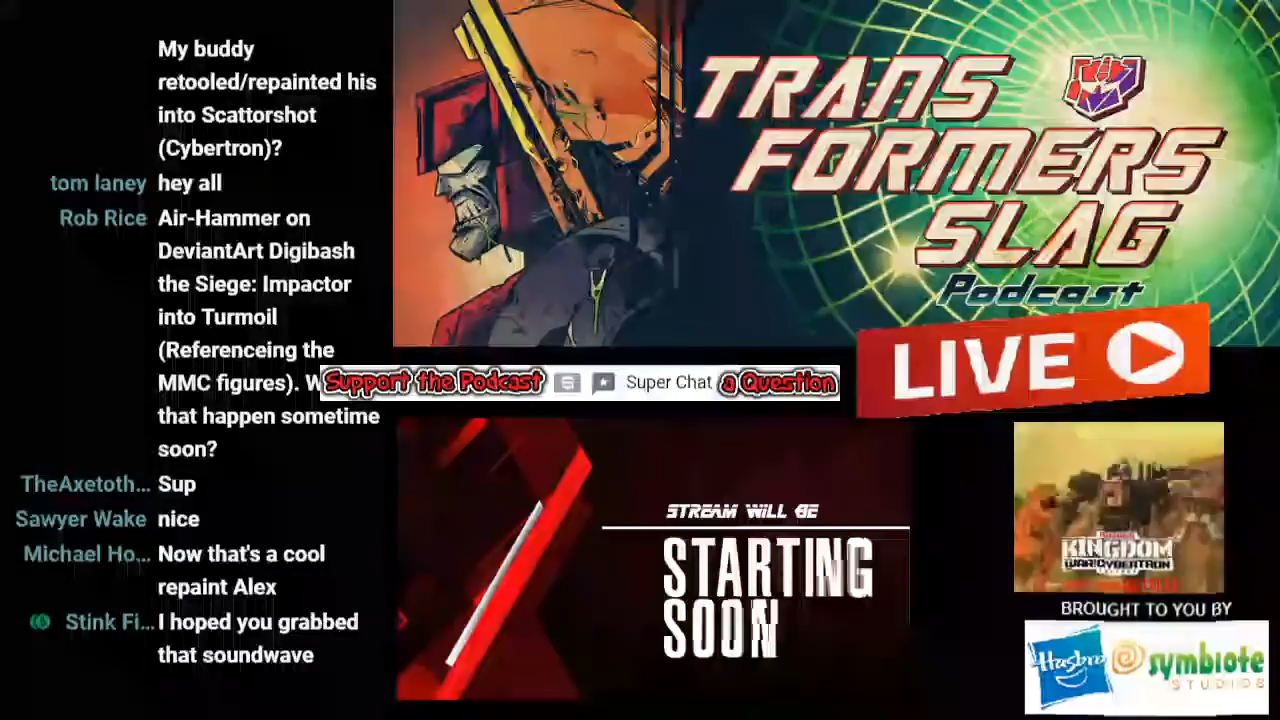 My buddy
retooled/repainted his
into Scattorshot
(Cybertron)?
tom laney hey all
Rob Rice Air-Hammer on
DeviantArt Digibash
the Siege: Impactor
into Turmoil
(Referenceing the
MMC figures). W
that happen sometime
soon?
TheAxetoth... Sup
Sawyer Wake nice
Michael Ho... Now that's a cool
repaint Alex
Stink Fi... I hoped you grabbed
that soundwave
TRANS
FORMERS
SLAG
Podcast
LIVE
Support the Podcast $ Super Chat a Question
STREAM WILL BE
STARTING
SOON
KINGDOM
WAR FOR CYBERTRON
BROUGHT TO YOU BY
Hasbro symbiote
STUDIOS